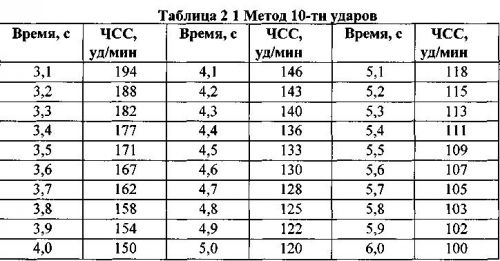 Таблица 2 1 Метод 10-ти ударов
Время, с ЧСС, уд/мин Время, с ЧСС, уд/мин Время, с ЧСС, уд/мин
3,1 194 4,1 146 5,1 118
3,2 188 4,2 143 5,2 115
3,3 182 4,3 140 5,3 113
3,4 177 4,4 136 5,4 111
3,5 171 4,5 133 5,5 109
3,6 167 4,6 130 5,6 107
3,7 162 4,7 128 5,7 105
3,8 158 4,8 125 5,8 103
3,9 154 4,9 122 5,9 102
4,0 150 5,0 120 6,0 100